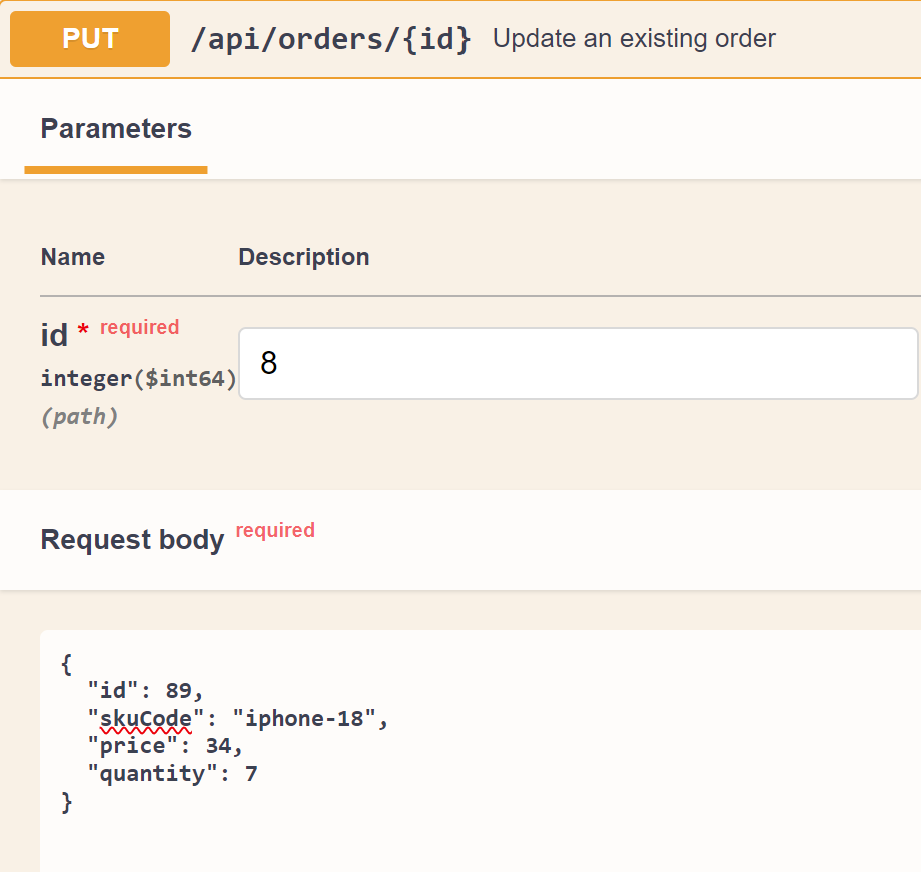 PUT /api/orders/{id} Update an existing order
Parameters
Name Description
id * required
integer($int64)
(path)
8
Request body required
{
  "id": 89,
  "skuCode": "iphone-18",
  "price": 34,
  "quantity": 7
}